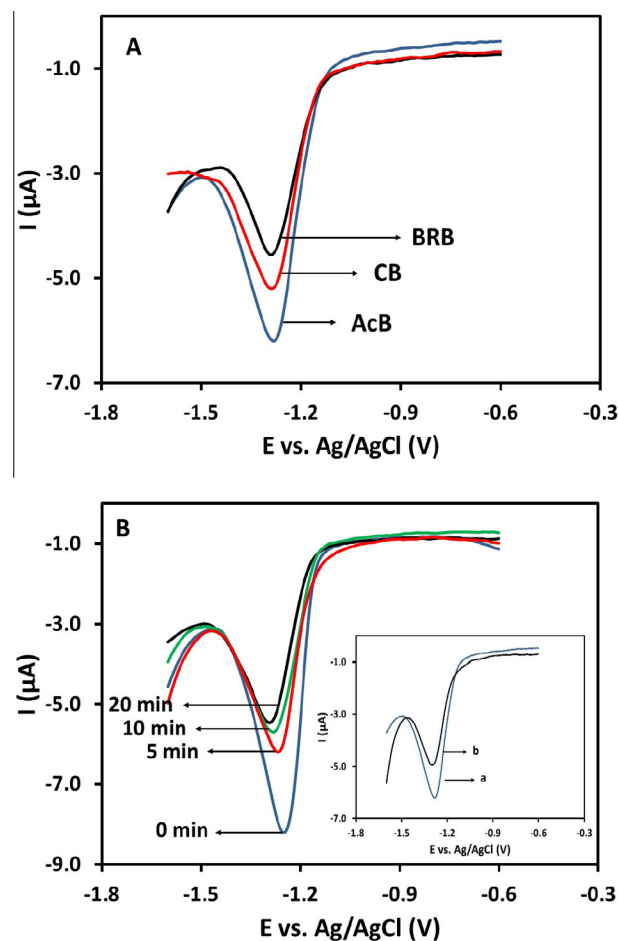 A
-1.0
-3.0
-5.0
-7.0
I (µA)
BRB
CB
AcB
-1.8 -1.5 -1.2 -0.9 -0.6 -0.3
E vs. Ag/AgCl (V)
B
-1.0
-3.0
-5.0
-7.0
-9.0
I (µA)
20 min
10 min
5 min
0 min
-1.0
-3.0
-5.0
-7.0
I (µA)
b
a
-1.8 -1.5 -1.2 -0.9 -0.6 -0.3
E vs. Ag/AgCl (V)
-1.8 -1.5 -1.2 -0.9 -0.6 -0.3
E vs. Ag/AgCl (V)